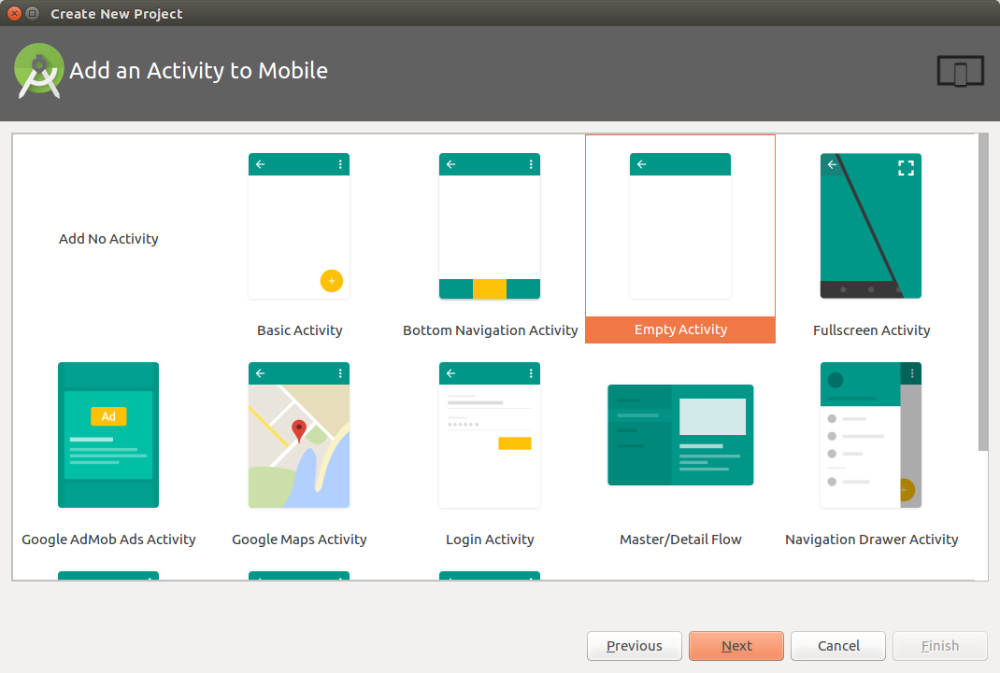 Create New Project
Add an Activity to Mobile
Add No Activity
Basic Activity
Bottom Navigation Activity
Empty Activity
Fullscreen Activity
Ad
Google AdMob Ads Activity
Google Maps Activity
Login Activity
Master/Detail Flow
Navigation Drawer Activity
Previous
Next
Cancel
Finish